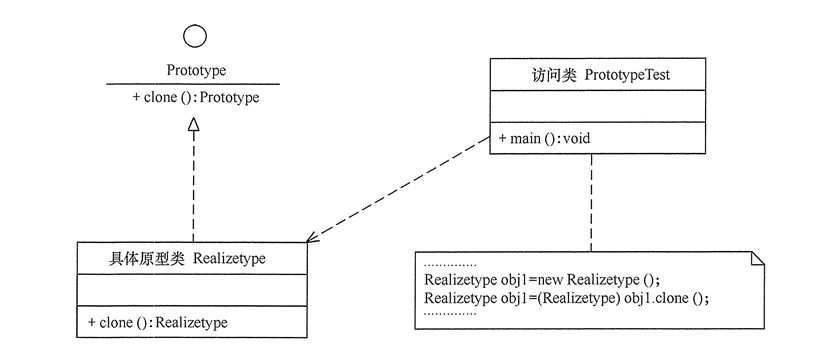 Prototype
+ clone ():Prototype
访问类 PrototypeTest
+ main ():void
具体原型类 Realizetype
+ clone ():Realizetype
..............
Realizetype obj1=new Realizetype ();
Realizetype obj1=(Realizetype) obj1.clone ();
..............